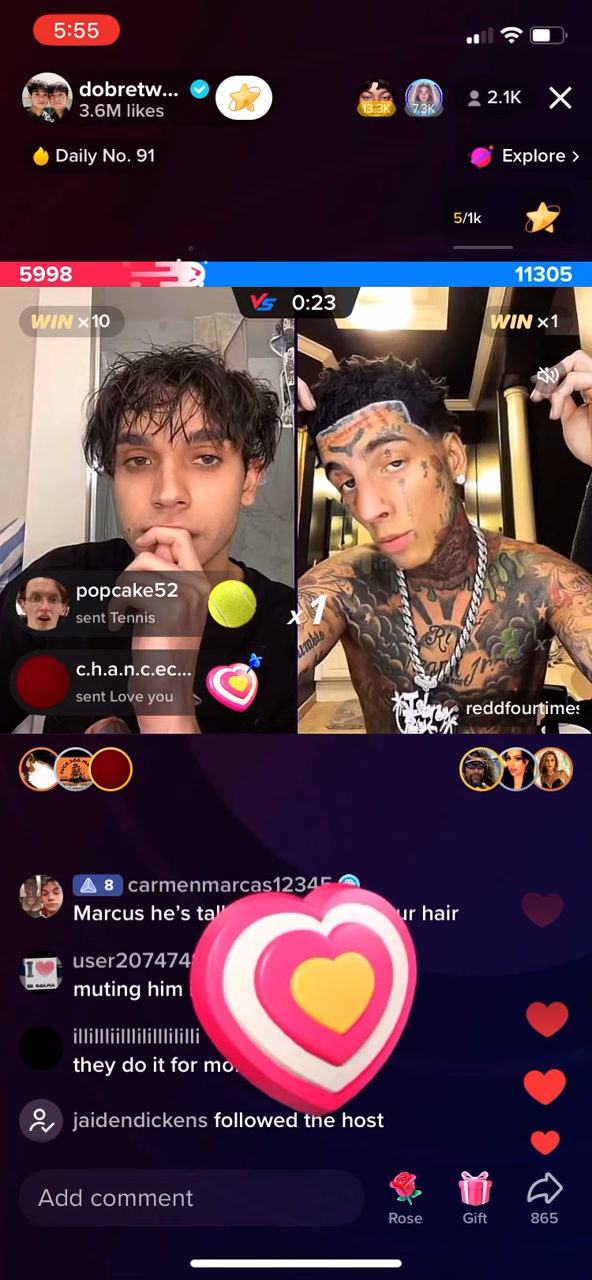 5:55
dobretw...
3.6M likes
13.3K
7.3K
2.1K
Daily No. 91
Explore >
5/1k
5998
11305
VS 0:23
WIN x10
WIN x1
popcake52
sent Tennis
x1
c.h.a.n.c.ec...
sent Love you
reddfourtimes
8 carmenmarcas12345
Marcus he's ur hair
user207474
muting him
illlilliilllilillilil​li
they do it for
jaidendickens followed the host
Add comment
Rose
Gift
865